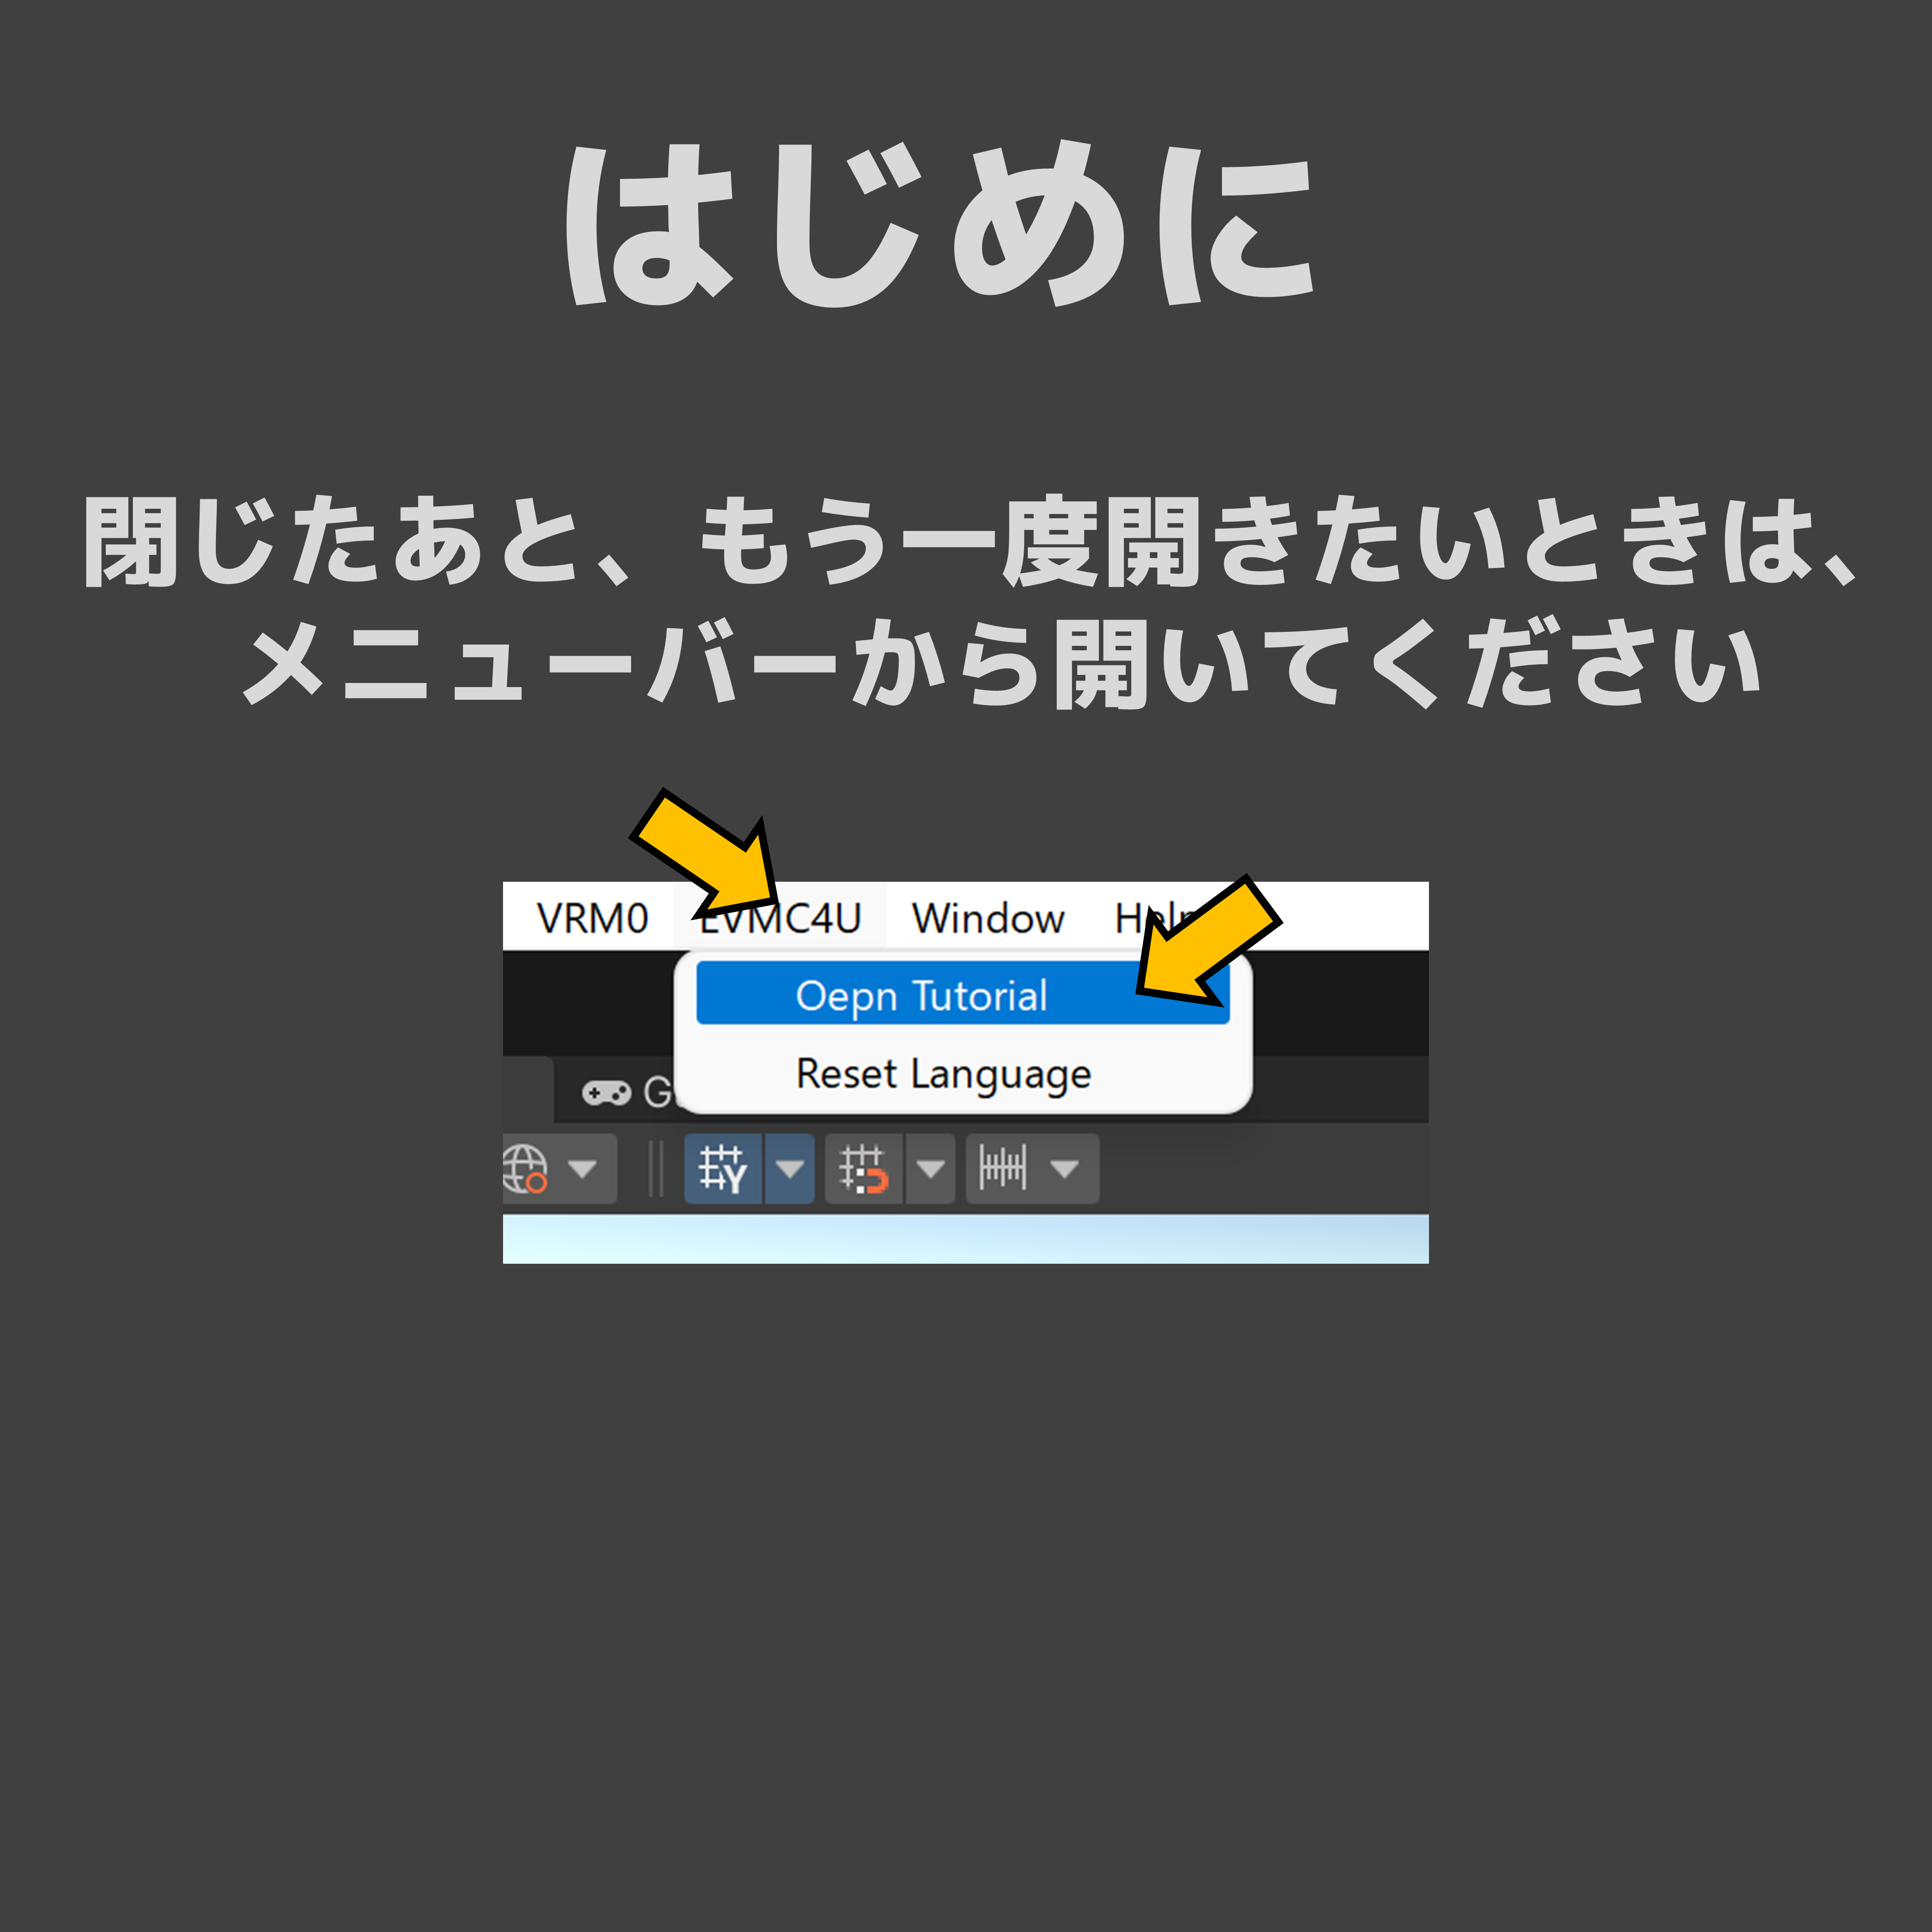 はじめに
閉じたあと、もう一度開きたいときは、
メニューバーから開いてください
VRM0 EVMC4U Window Help
Oepn Tutorial
Reset Language
G